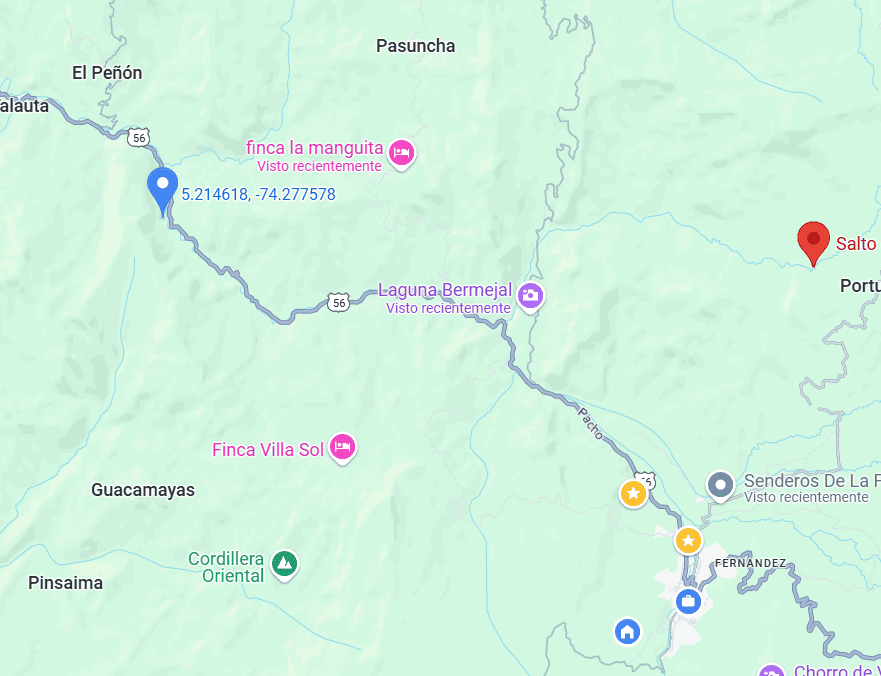 Pasuncha
El Peñón
alauta
56
finca la manguita
Visto recientemente
5.214618, -74.277578
Salto
Laguna Bermejal
Visto recientemente
Portu
56
Pacho
Finca Villa Sol
56
Senderos De La F
Visto recientemente
Guacamayas
Cordillera
Oriental
FERNANDEZ
Pinsaima
Chorro de V